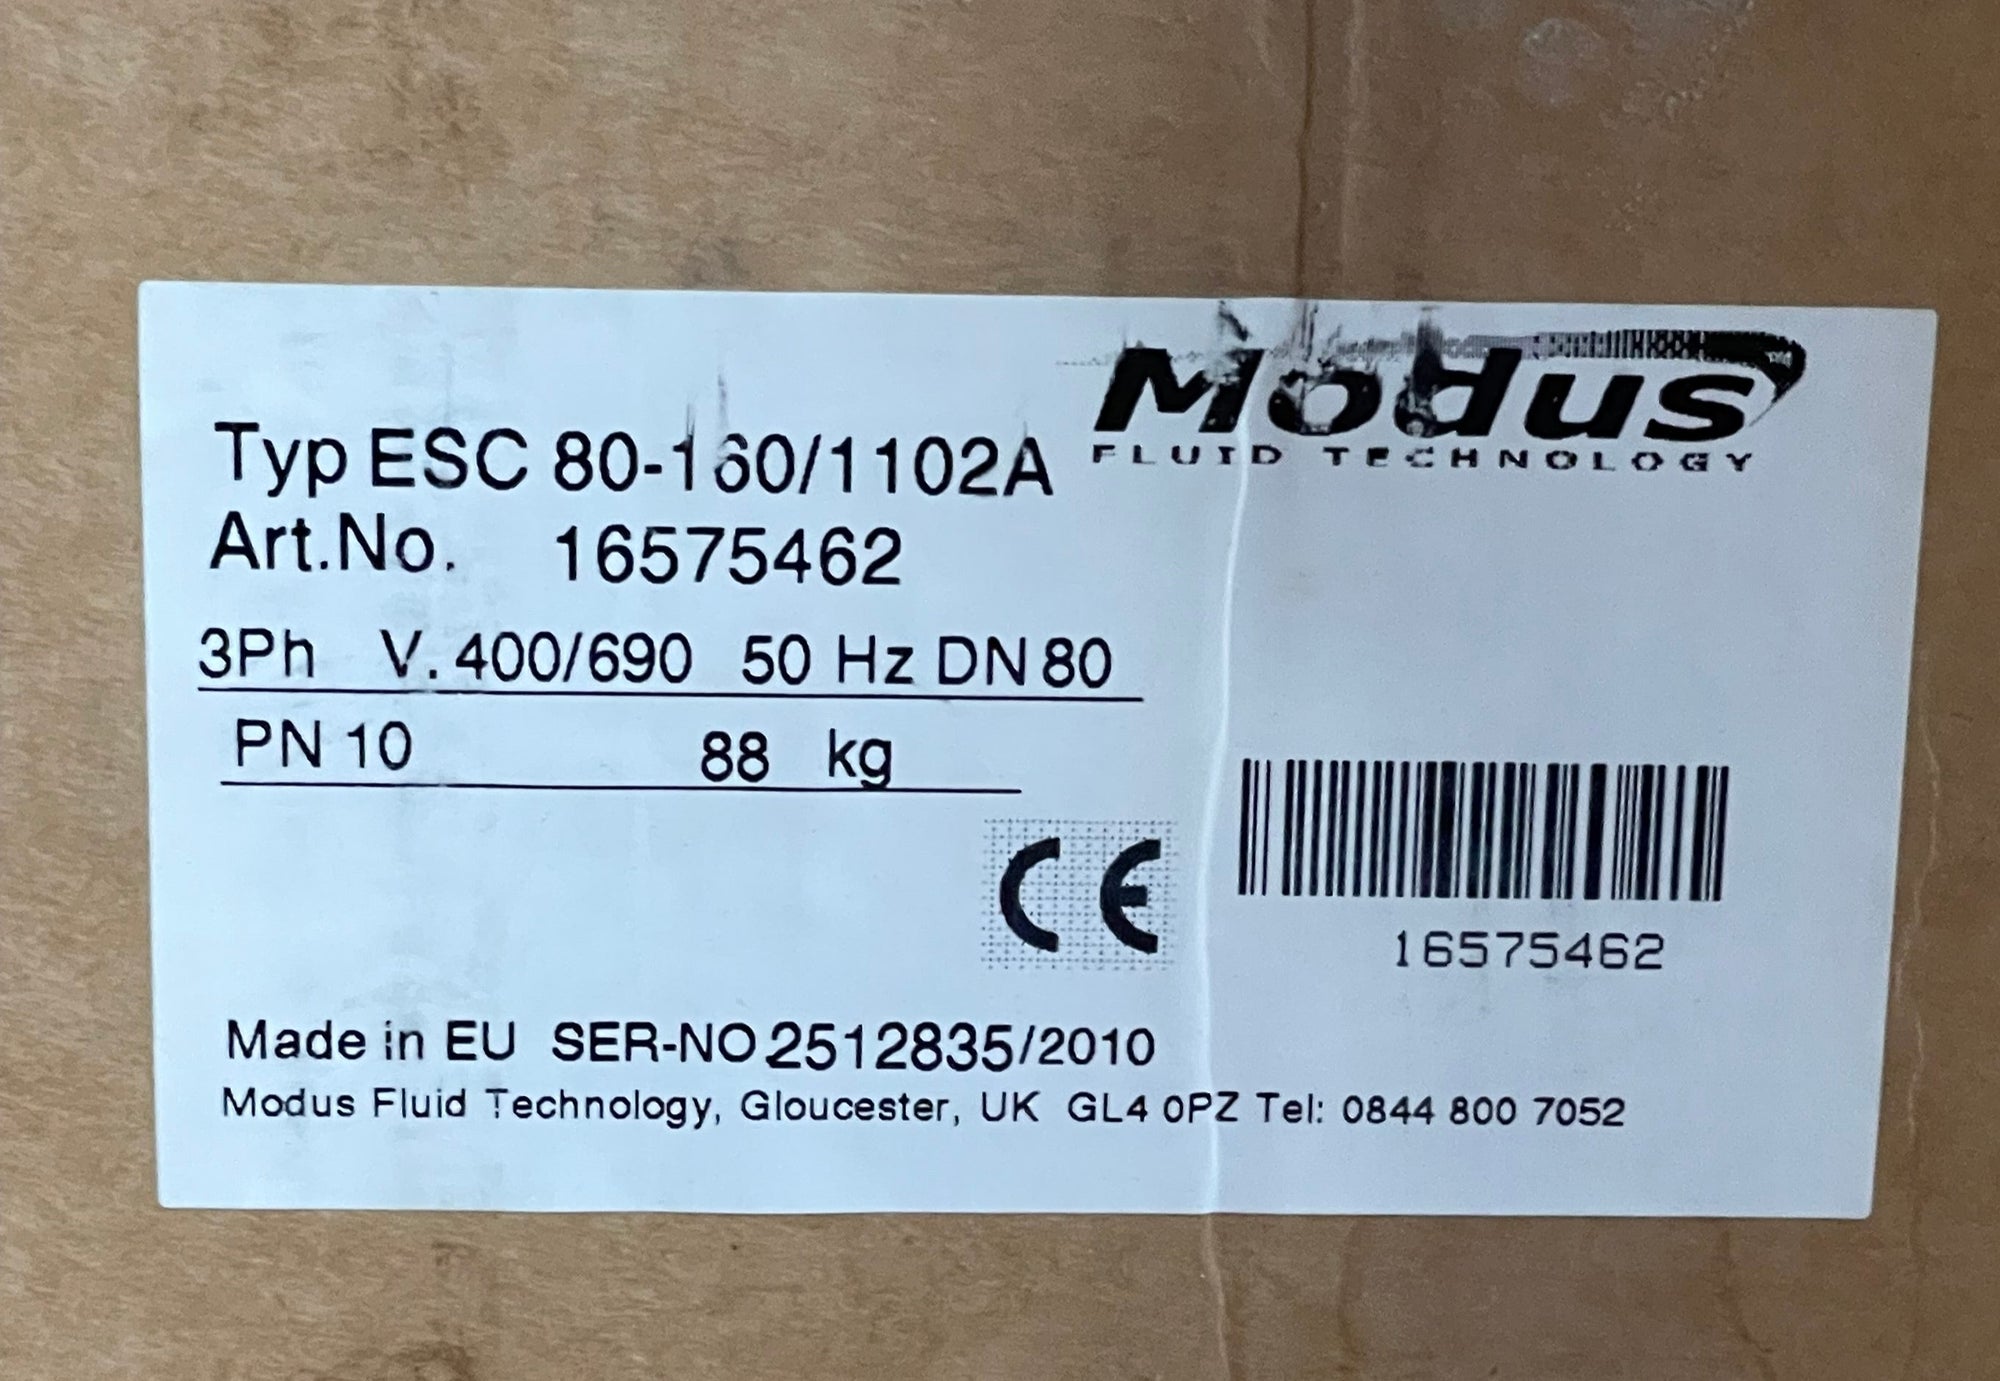 Modus
FLUID TECHNOLOGY
Typ ESC 80-160/1102A
Art.No. 16575462
3Ph V. 400/690 50 Hz DN 80
PN 10 88 kg
CE
16575462
Made in EU SER-NO 2512835/2010
Modus Fluid Technology, Gloucester, UK GL4 0PZ Tel: 0844 800 7052